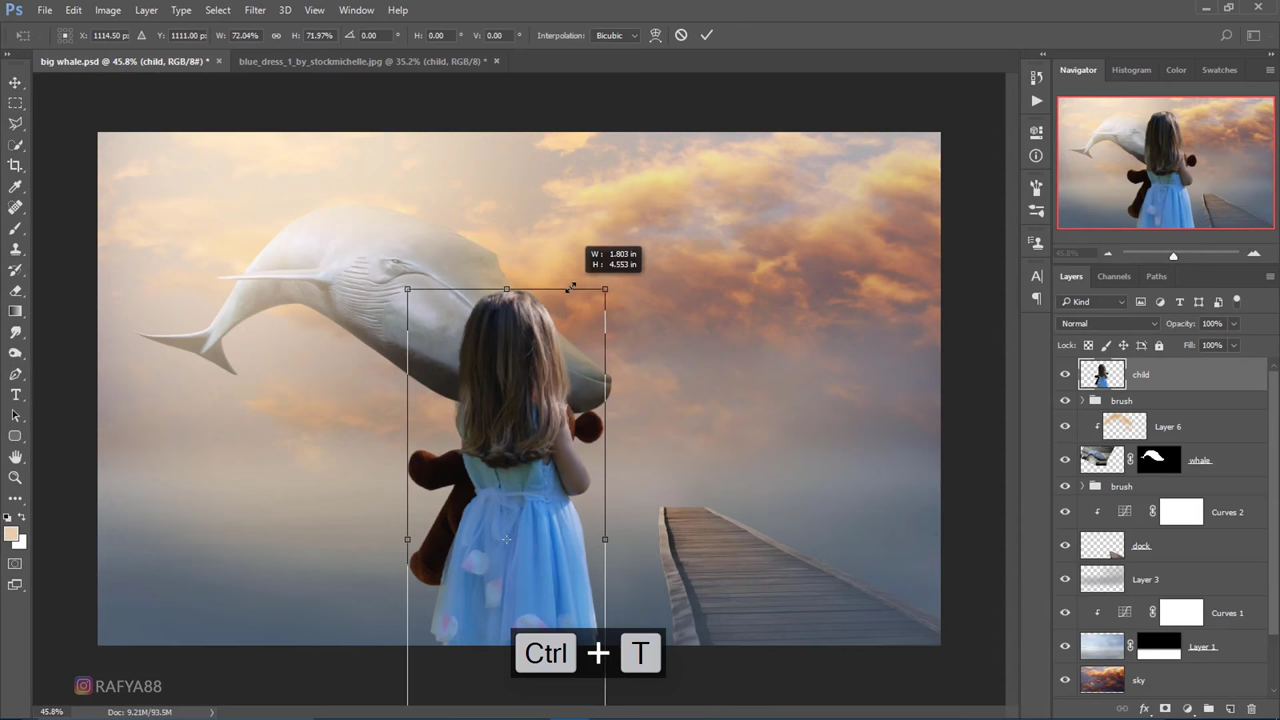 Ps File Edit Image Layer Type Select Filter 3D View Window Help
X: 1114.50 px Y: 1111.00 px W: 72.04% H: 71.97% 0.00 ° H: 0.00 ° V: 0.00 ° Interpolation: Bicubic
big whale.psd @ 45.8% (child, RGB/8#) * × blue_dress_1_by_stockmichelle.jpg @ 35.2% (child, RGB/8) * ×
Navigator Histogram Color Swatches
W: 1.803 in
H: 4.553 in
45.8%
Layers Channels Paths
Kind
Normal Opacity: 100%
Lock: Fill: 100%
child
brush
Layer 6
whale
brush
Curves 2
dock
Layer 3
Curves 1
Layer 1
sky
Ctrl + T
RAFYA88
45.8% Doc: 9.21M/93.5M
fx